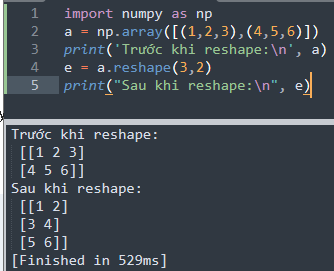 1 import numpy as np
2 a = np.array([(1,2,3),(4,5,6)])
3 print('Trước khi reshape:\n', a)
4 e = a.reshape(3,2)
5 print("Sau khi reshape:\n", e)
Trước khi reshape:
[[1 2 3]
[4 5 6]]
Sau khi reshape:
[[1 2]
[3 4]
[5 6]]
[Finished in 529ms]